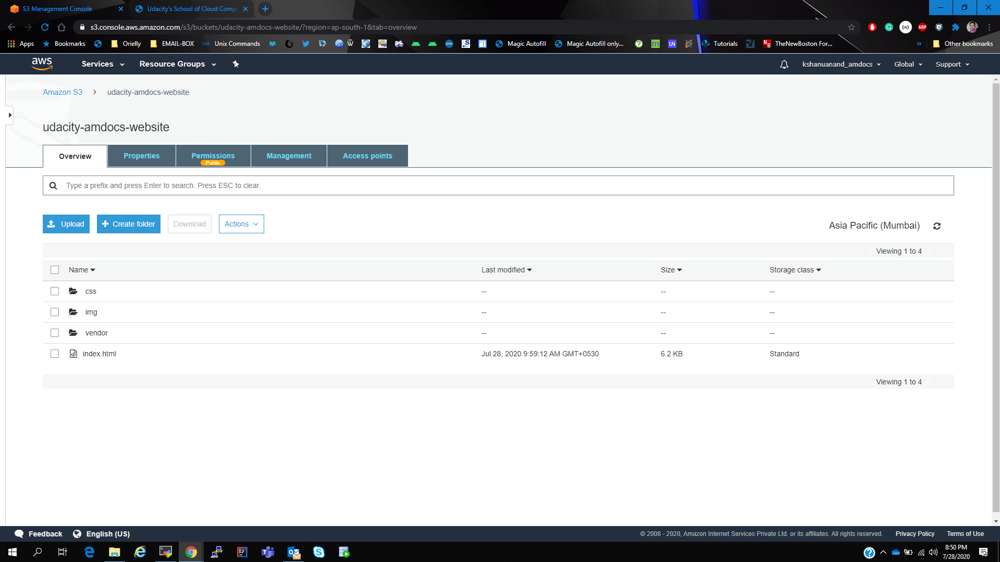 S3 Management Console
Udacity's School of Cloud Comp
s3.console.aws.amazon.com/s3/buckets/udacity-amdocs-website/?region=ap-south-1&tab=overview
Apps Bookmarks Orielly EMAIL-BOX Unix Commands Magic Autofill Magic Autofill only... Tutorials TheNewBoston For... » Other bookmarks
aws Services Resource Groups kshanuanand_amdocs Global Support
Amazon S3 > udacity-amdocs-website
udacity-amdocs-website
Overview Properties Permissions Management Access points
Public
Type a prefix and press Enter to search. Press ESC to clear.
Upload Create folder Download Actions Asia Pacific (Mumbai)
Viewing 1 to 4
Name Last modified Size Storage class
css -- -- --
img -- -- --
vendor -- -- --
index.html Jul 28, 2020 9:59:12 AM GMT+0530 6.2 KB Standard
Viewing 1 to 4
Feedback English (US) © 2008 - 2020, Amazon Internet Services Private Ltd. or its affiliates. All rights reserved. Privacy Policy Terms of Use
8:50 PM
7/28/2020